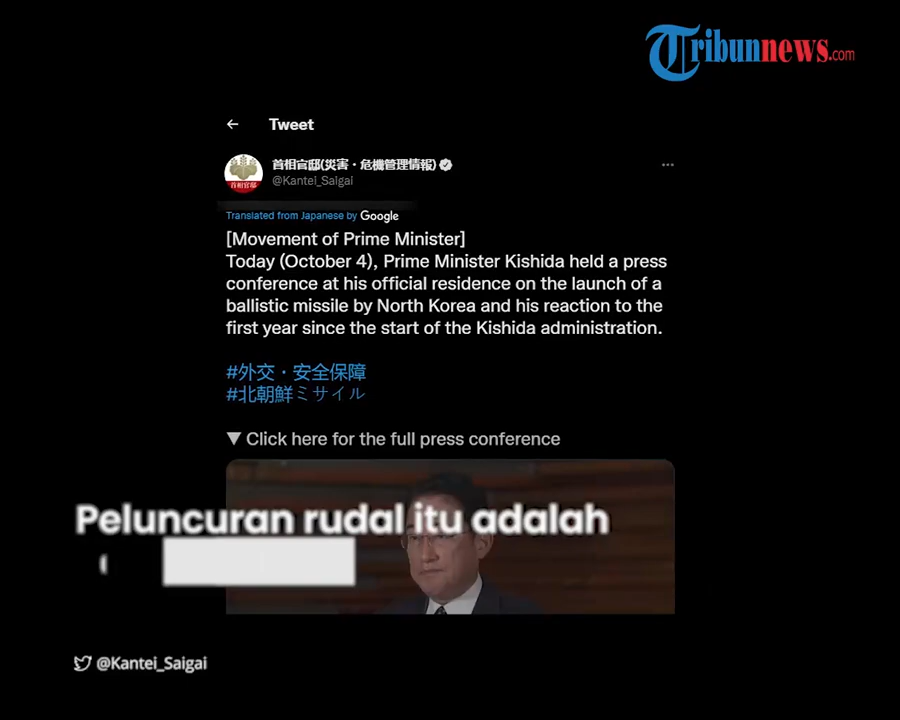 Tribunnews.com
Tweet
首相官邸(災害・危機管理情報)
@Kantei_Saigai
首相官邸
Translated from Japanese by Google
[Movement of Prime Minister]
Today (October 4), Prime Minister Kishida held a press
conference at his official residence on the launch of a
ballistic missile by North Korea and his reaction to the
first year since the start of the Kishida administration.
#外交・安全保障
#北朝鮮ミサイル
▼ Click here for the full press conference
Peluncuran rudal itu adalah
@Kantei_Saigai